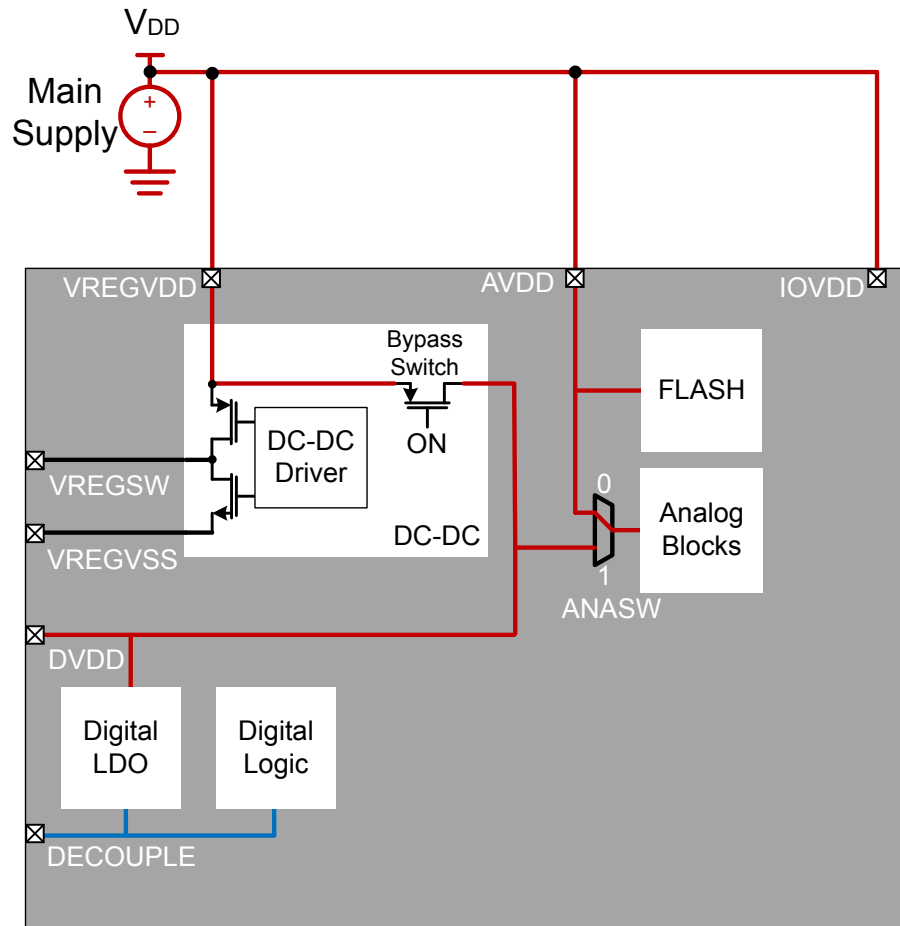 VDD
Main
Supply
+
–
VREGVDD
AVDD
IOVDD
Bypass
Switch
ON
FLASH
DC-DC
Driver
VREGSW
DC-DC
VREGVSS
0
Analog
Blocks
1
ANASW
DVDD
Digital
LDO
Digital
Logic
DECOUPLE